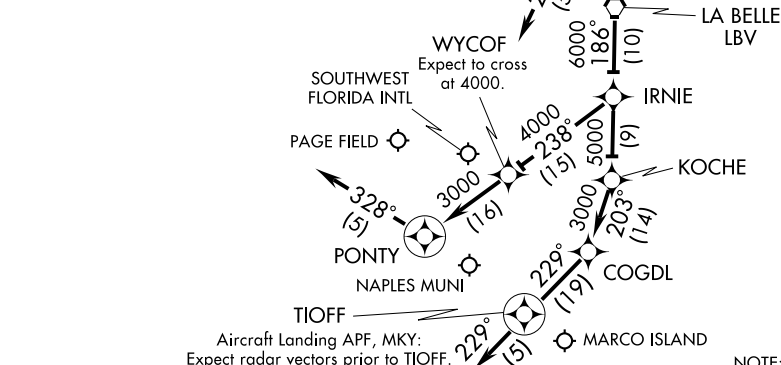 LA BELLE
LBV
6000
186°
(10)
WYCOF
Expect to cross
at 4000.
SOUTHWEST
FLORIDA INTL
IRNIE
4000
238°
(15)
5000
(9)
PAGE FIELD
KOCHE
328°
(5)
3000
(16)
3000
203°
(14)
PONTY
NAPLES MUNI
COGDL
229°
(19)
TIOFF
Aircraft Landing APF, MKY:
Expect radar vectors prior to TIOFF.
229°
(5)
MARCO ISLAND
NOTE: